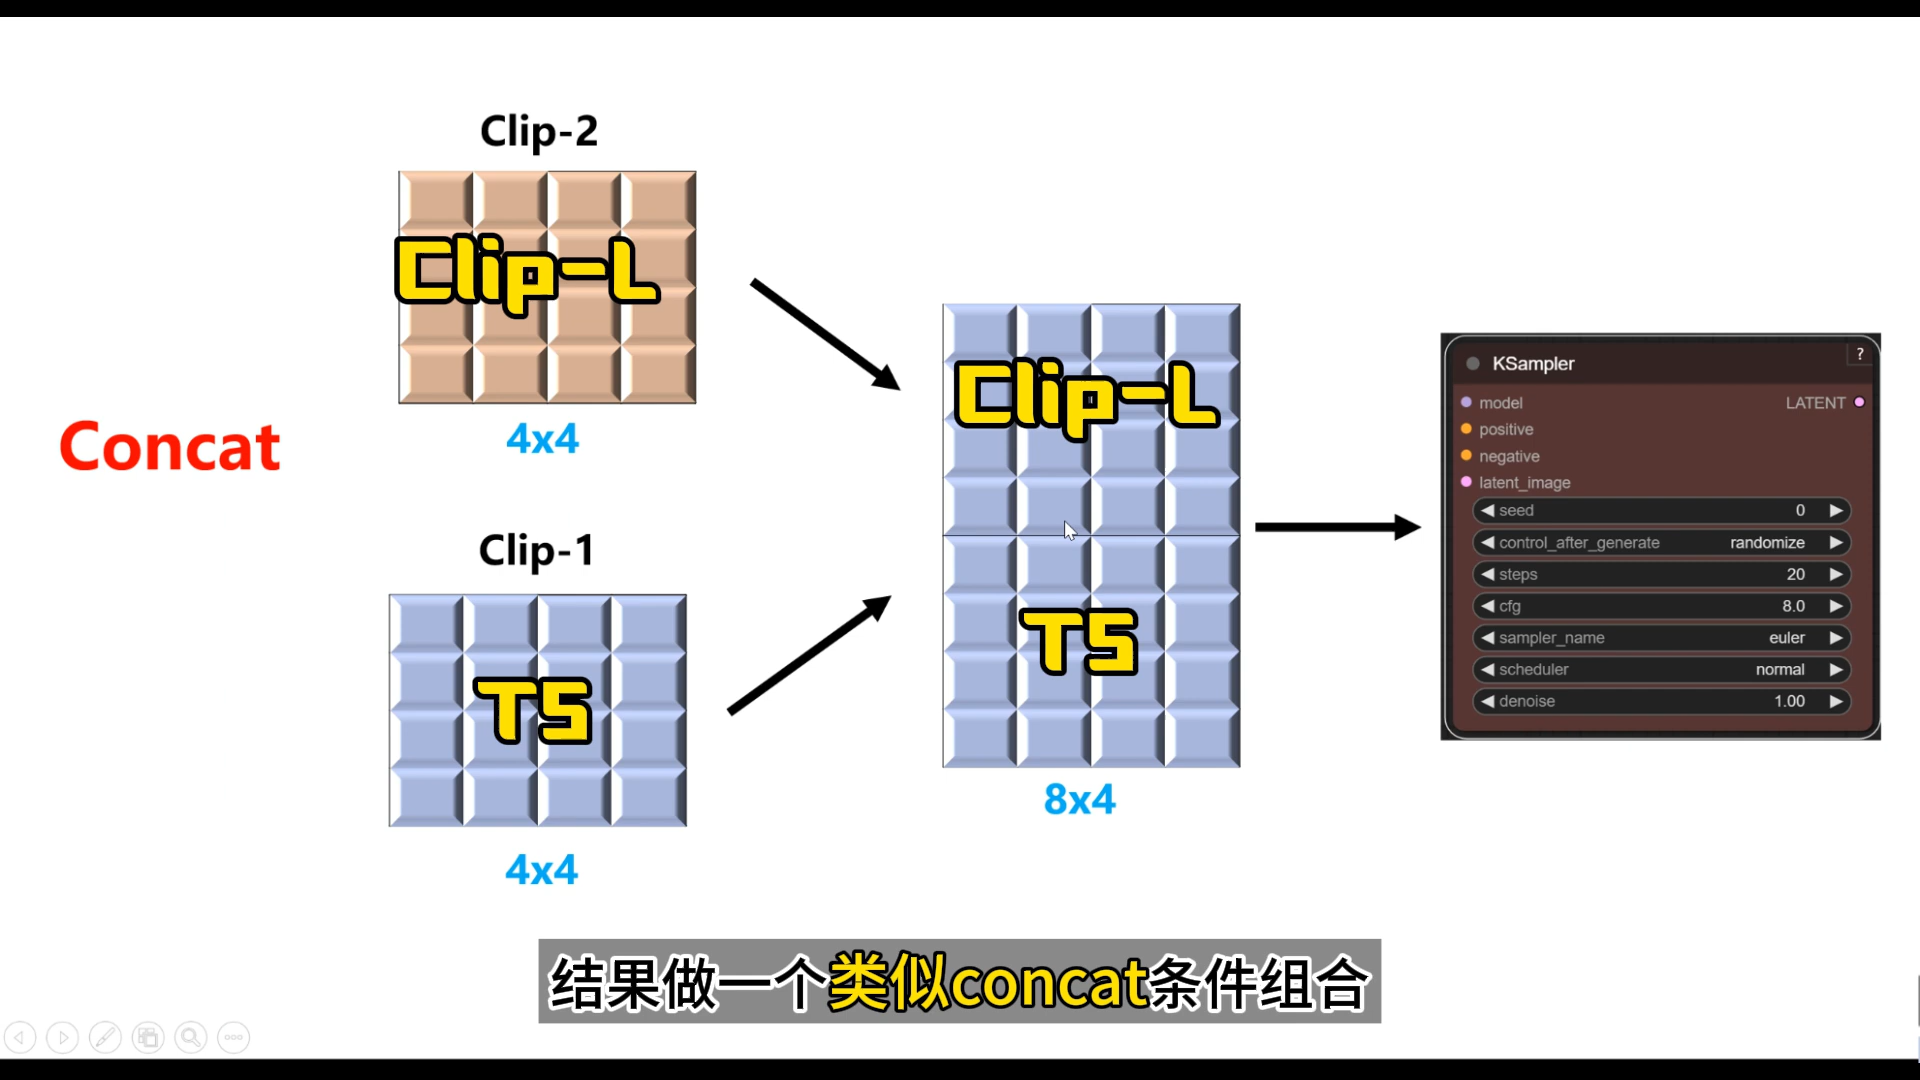 Clip-2
Clip-L
4x4
Concat
Clip-1
T5
4x4
Clip-L
T5
8x4
KSampler
?
model
LATENT
positive
negative
latent_image
seed 0
control_after_generate randomize
steps 20
cfg 8.0
sampler_name euler
scheduler normal
denoise 1.00
结果做一个类似concat条件组合